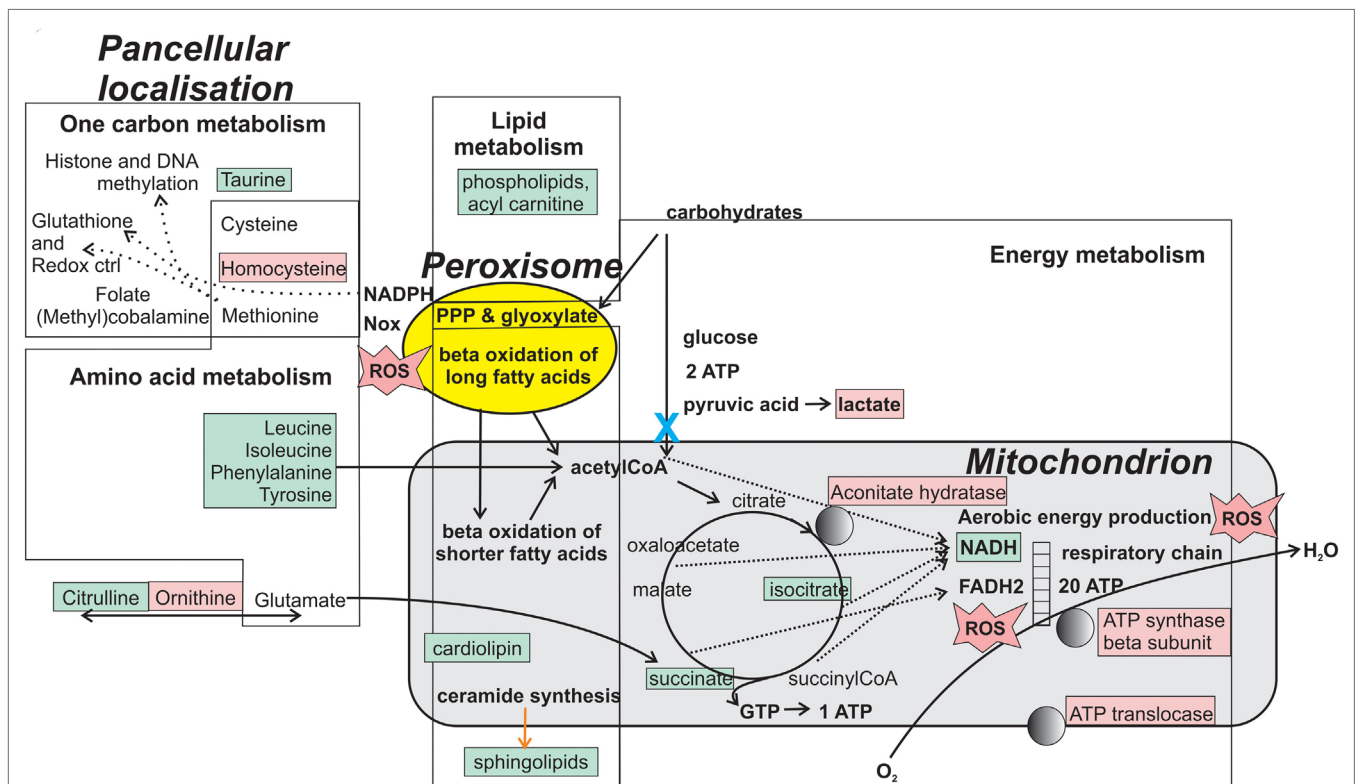 Pancellular
localisation
One carbon metabolism
Histone and DNA
methylation
Taurine
Glutathione
and
Redox ctrl
Cysteine
Homocysteine
Folate
(Methyl)cobalamine
Methionine
NADPH
Nox
ROS
Amino acid metabolism
Leucine
Isoleucine
Phenylalanine
Tyrosine
Citrulline
Ornithine
Glutamate
Lipid
metabolism
phospholipids,
acyl carnitine
Peroxisome
PPP & glyoxylate
beta oxidation of
long fatty acids
carbohydrates
Energy metabolism
glucose
2 ATP
pyruvic acid
lactate
X
Mitochondrion
acetylCoA
beta oxidation of
shorter fatty acids
citrate
Aconitate hydratase
oxaloacetate
malate
isocitrate
succinate
succinylCoA
GTP
1 ATP
Aerobic energy production
ROS
NADH
respiratory chain
FADH2
20 ATP
ROS
H2O
ATP synthase
beta subunit
ATP translocase
O2
cardiolipin
ceramide synthesis
sphingolipids